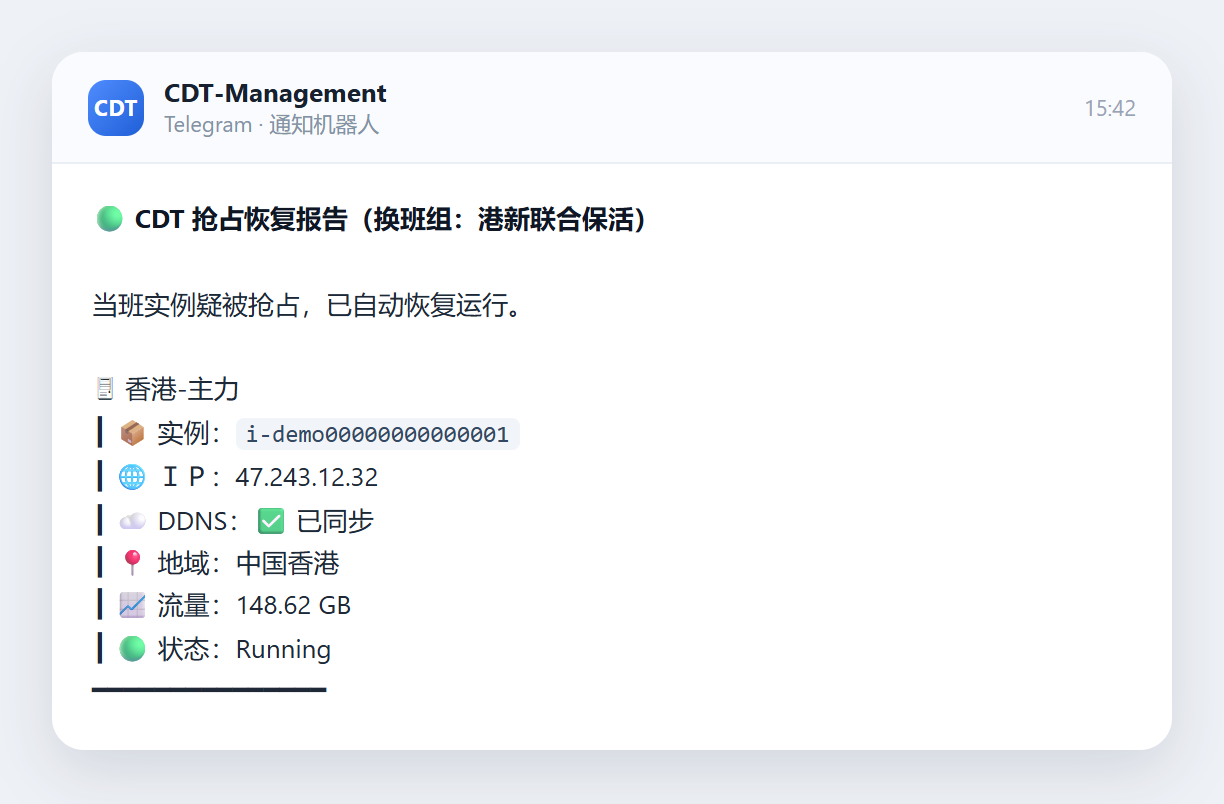 CDT
CDT-Management
Telegram · 通知机器人
15:42
CDT 抢占恢复报告（换班组：港新联合保活）
当班实例疑被抢占，已自动恢复运行。
香港-主力
实例： i-demo00000000000001
ＩＰ：47.243.12.32
DDNS： ✅ 已同步
地域：中国香港
流量：148.62 GB
状态：Running